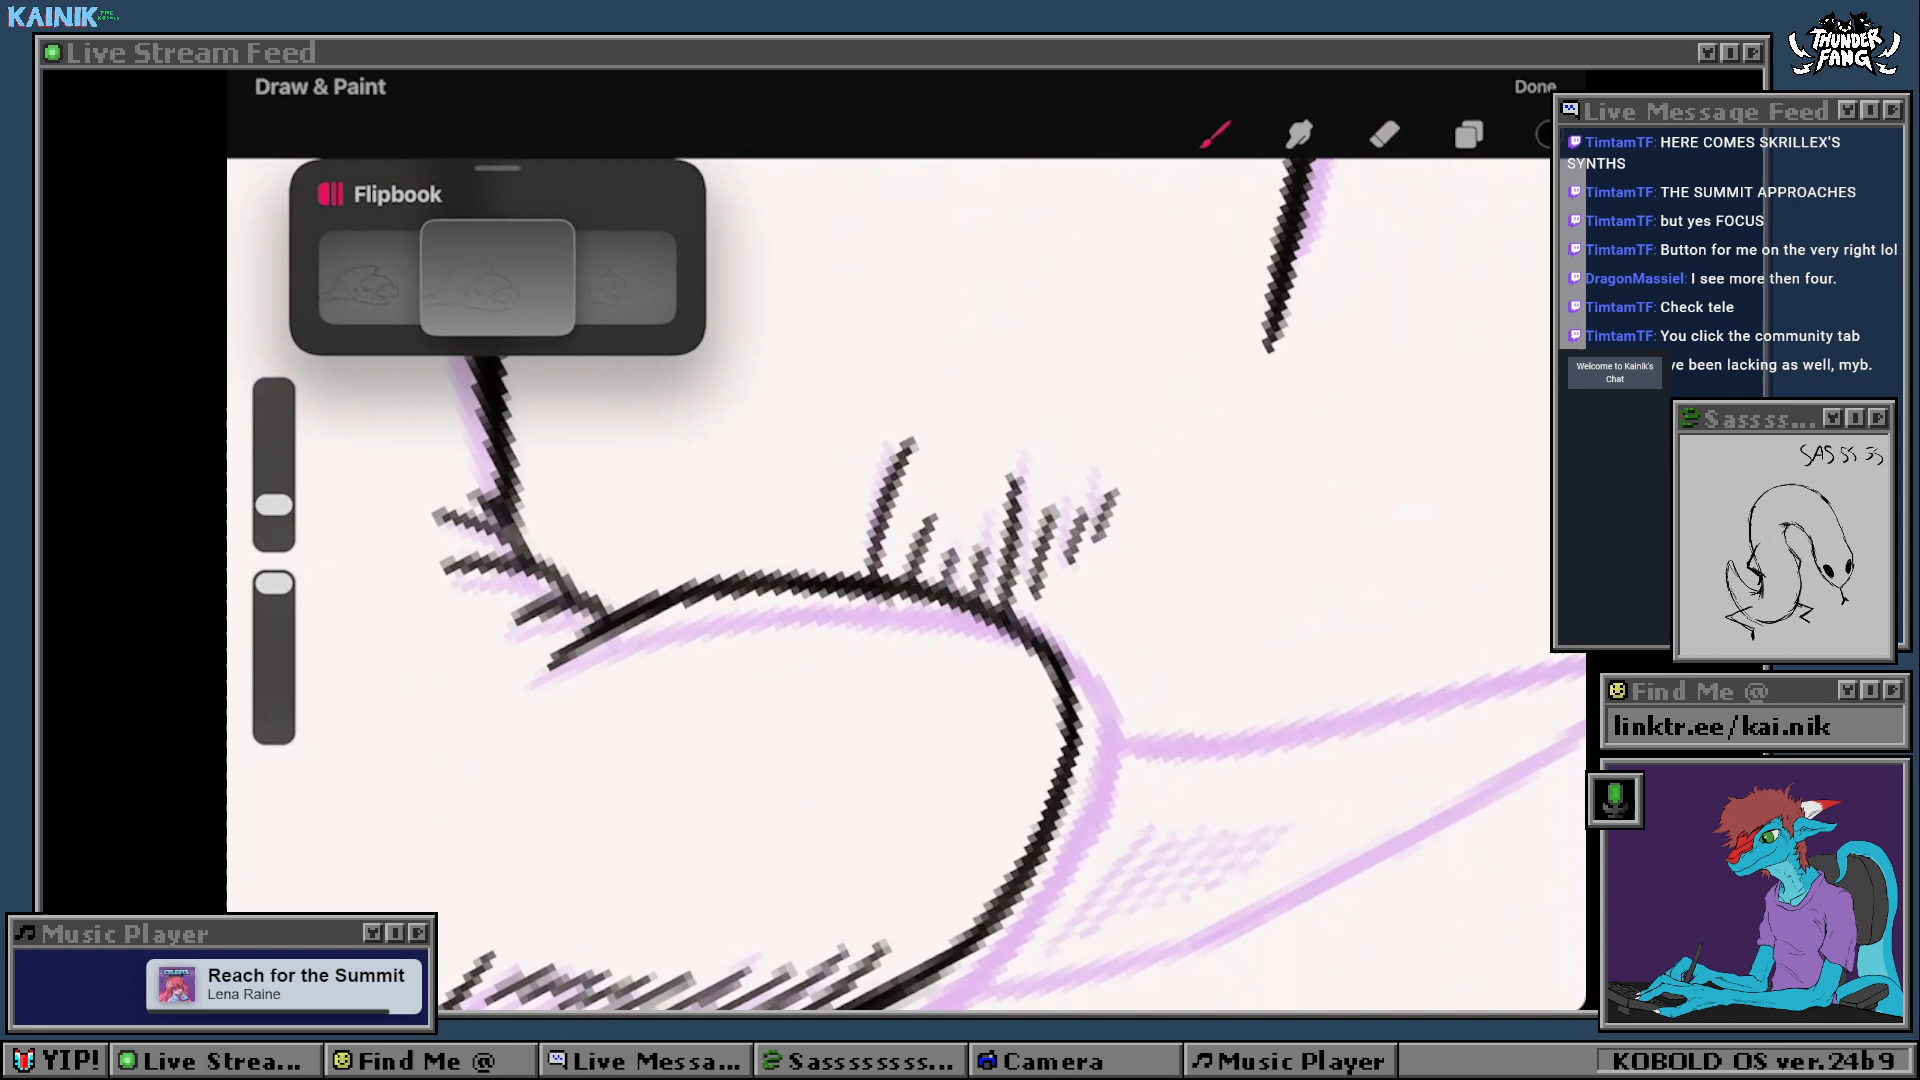 KAINIK
THE KOBOLD
THUNDER FANG
Live Stream Feed
Draw & Paint
Done
Flipbook
Live Message Feed
TimtamTF: HERE COMES SKRILLEX'S
SYNTHS
TimtamTF: THE SUMMIT APPROACHES
TimtamTF: but yes FOCUS
TimtamTF: Button for me on the very right lol
DragonMassiel: I see more then four.
TimtamTF: Check tele
TimtamTF: You click the community tab
ve been lacking as well, myb.
Welcome to Kainik's
Chat
Sassss...
SASSSSS
Find Me @
linktr.ee/kai.nik
Music Player
Reach for the Summit
Lena Raine
YIP!
Live Strea...
Find Me @
Live Messa...
Sasssssssss...
Camera
Music Player
KOBOLD OS ver.24b9